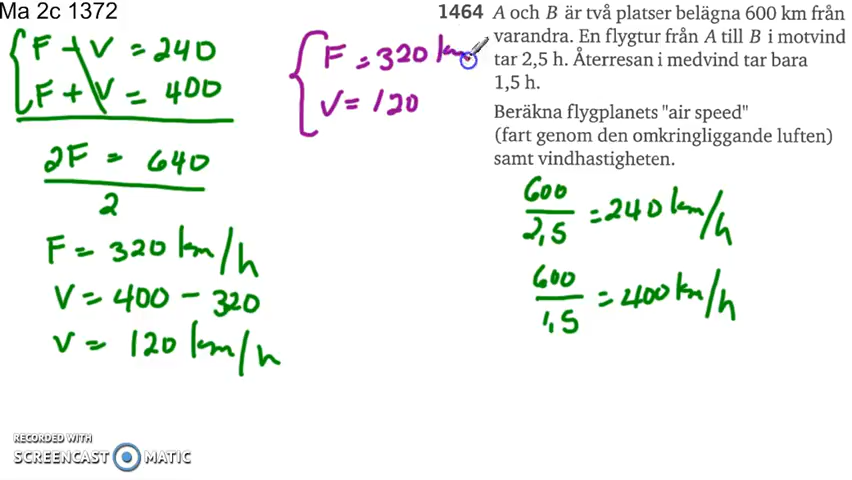 Ma 2c 1372
F - V = 240
F + V = 400
2F = 640
2
F = 320 km/h
V = 400 - 320
V = 120 km/h
F = 320 km
V = 120
1464 A och B är två platser belägna 600 km från
varandra. En flygtur från A till B i motvind
tar 2,5 h. Återresan i medvind tar bara
1,5 h.
Beräkna flygplanets "air speed"
(fart genom den omkringliggande luften)
samt vindhastigheten.
600
2,5 = 240 km/h
600
1,5 = 400 km/h
RECORDED WITH
SCREENCAST MATIC